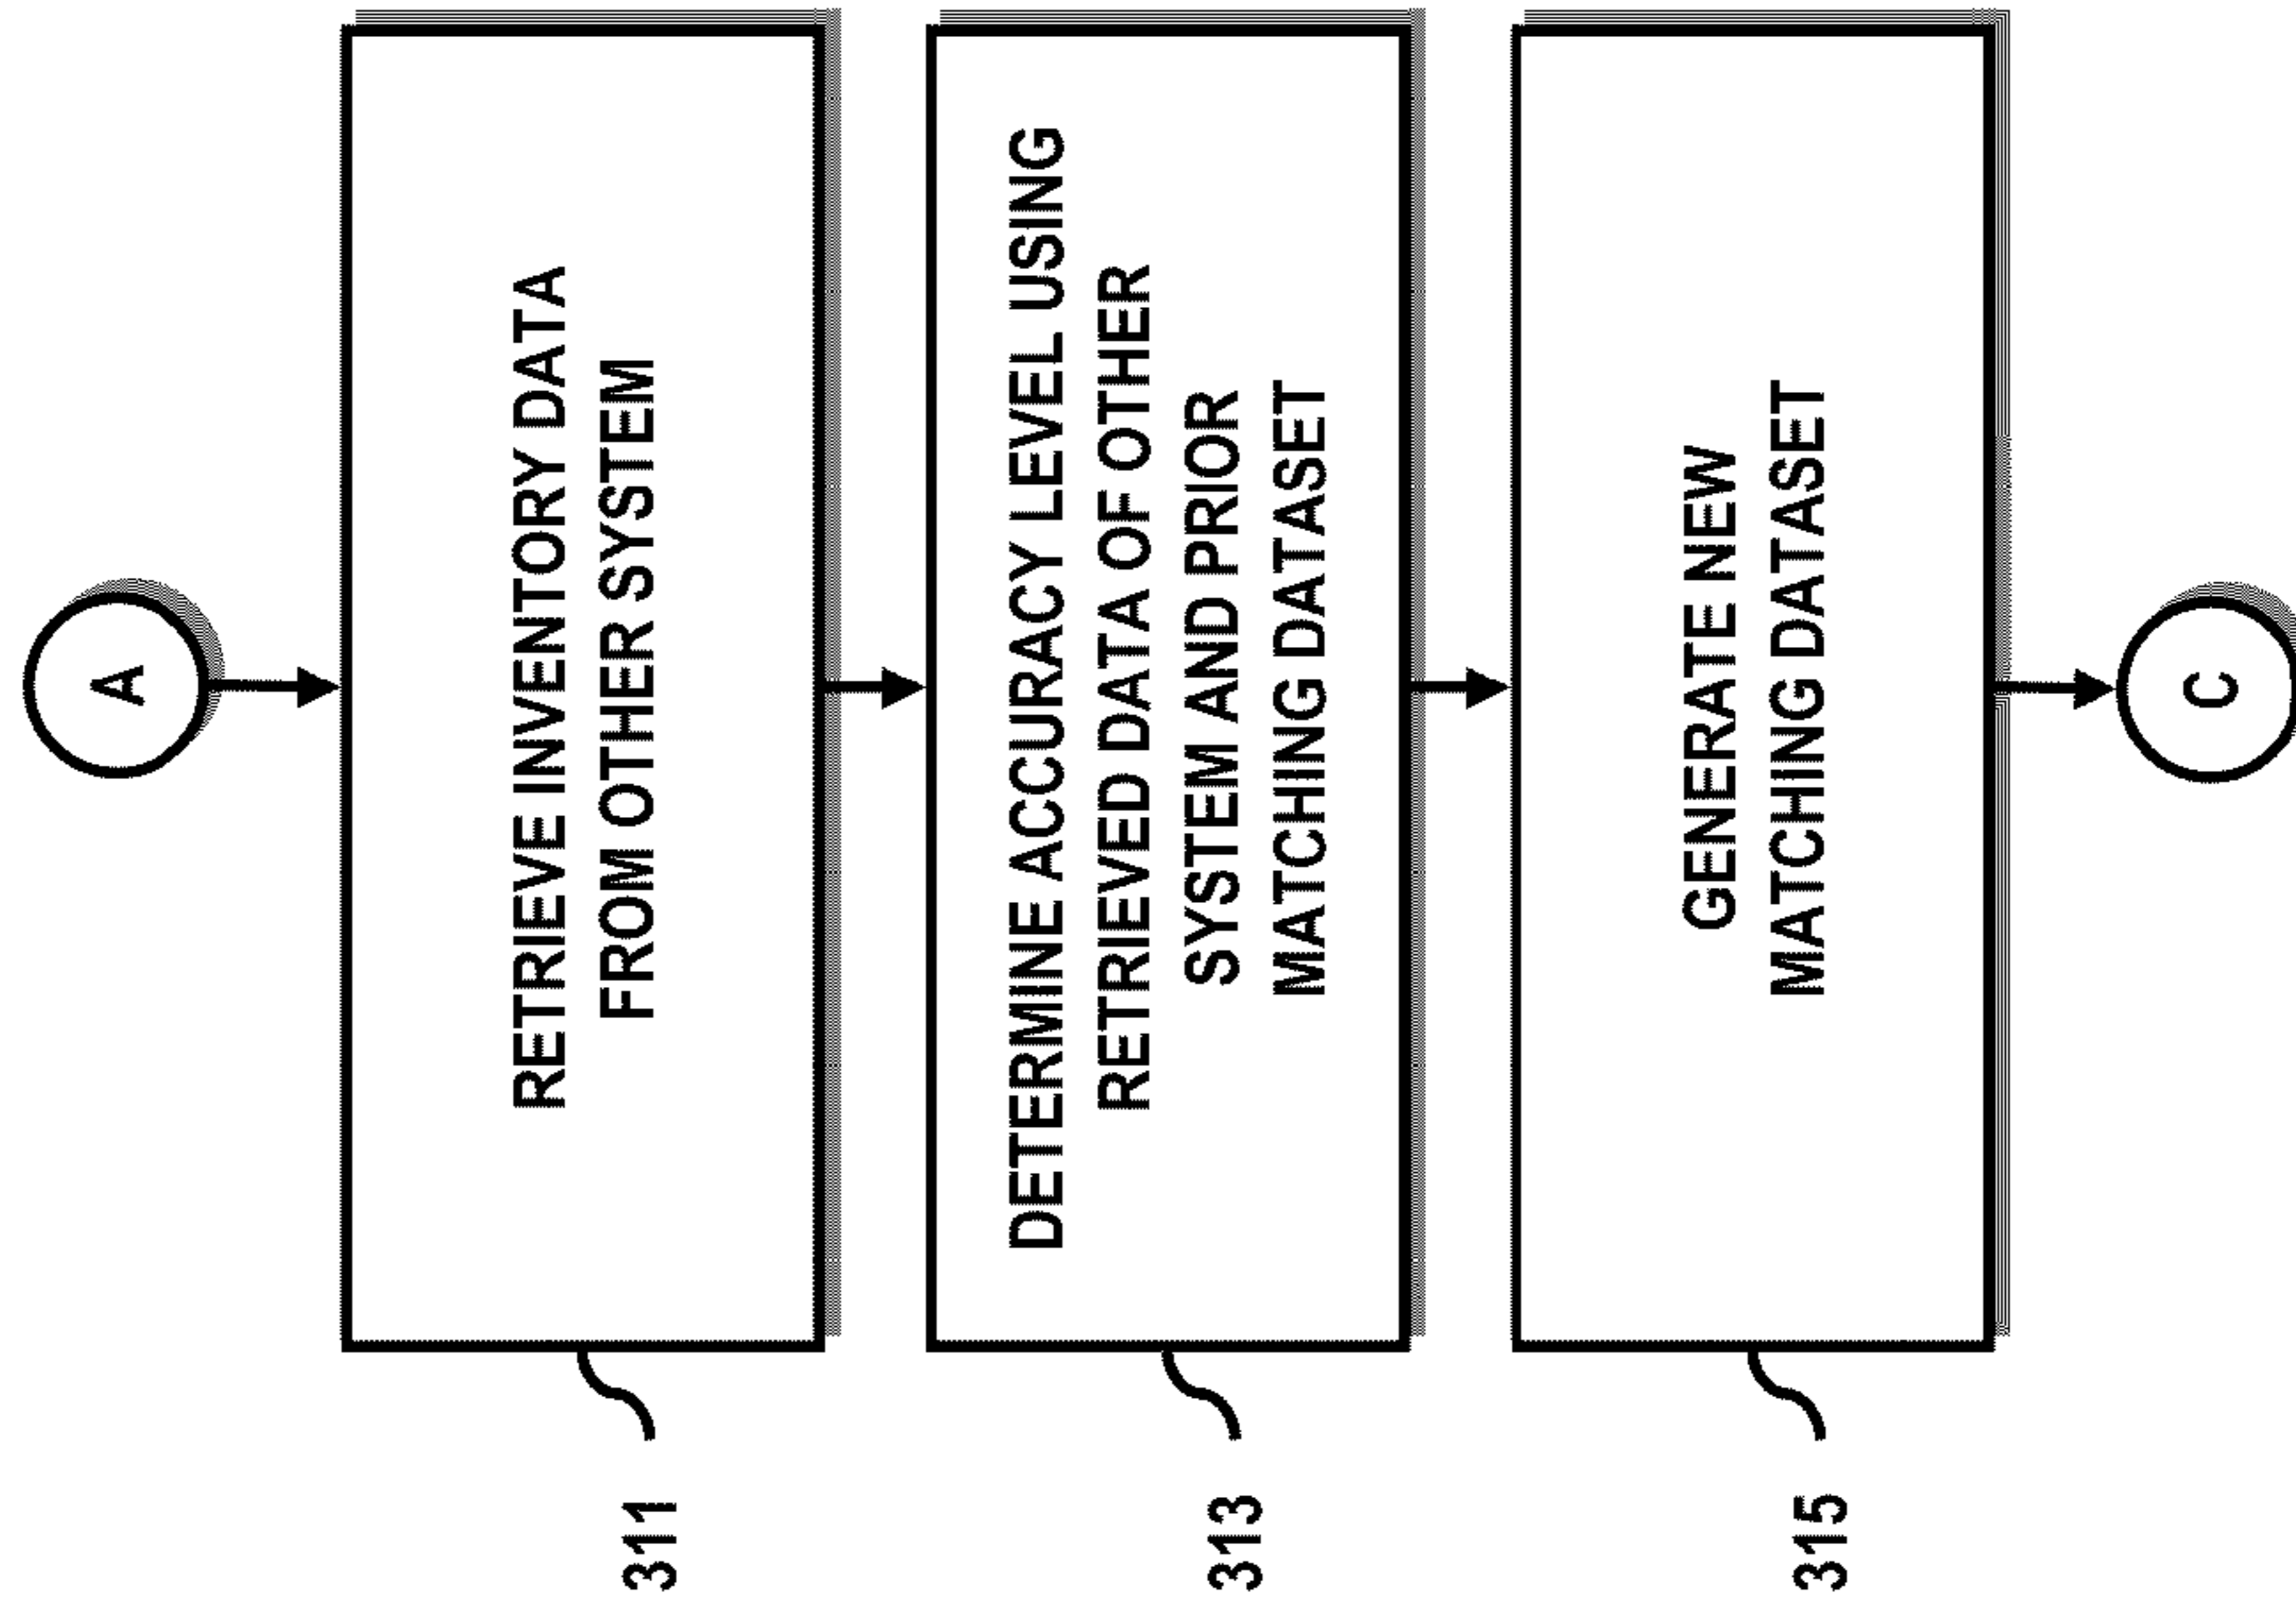 A
RETRIEVE INVENTORY DATA
FROM OTHER SYSTEM
311
DETERMINE ACCURACY LEVEL USING
RETRIEVED DATA OF OTHER
SYSTEM AND PRIOR
MATCHING DATASET
313
GENERATE NEW
MATCHING DATASET
315
C